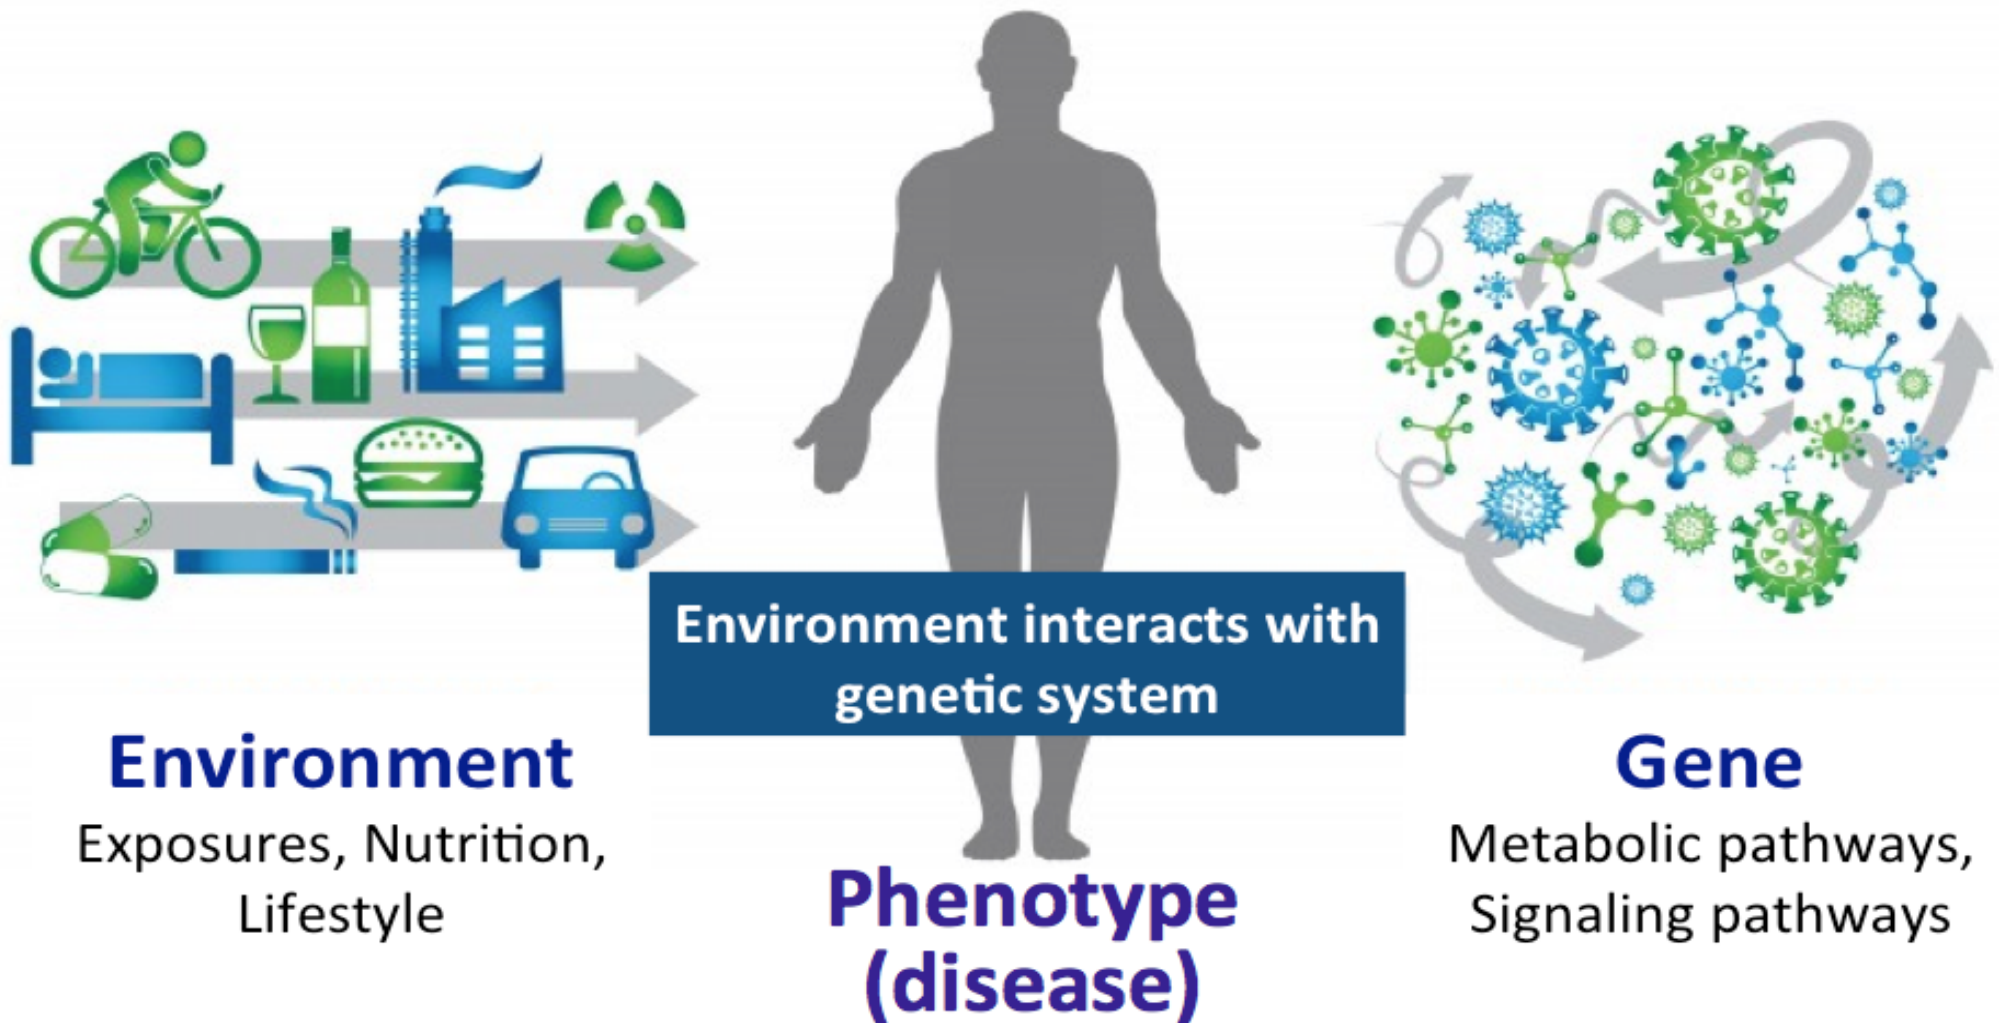 Environment interacts with
genetic system
Environment
Exposures, Nutrition,
Lifestyle
Phenotype
(disease)
Gene
Metabolic pathways,
Signaling pathways